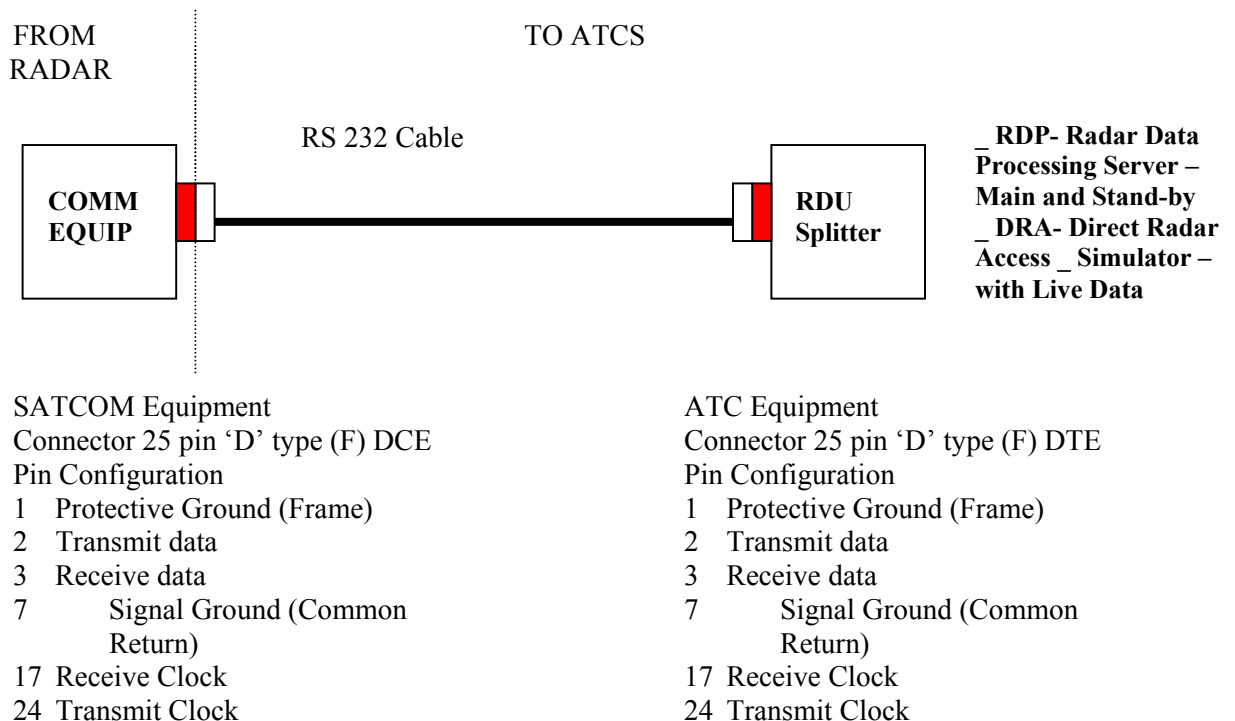 FROM
RADAR
TO ATCS
RS 232 Cable
COMM
EQUIP
RDU
Splitter
_ RDP- Radar Data
Processing Server –
Main and Stand-by
_ DRA- Direct Radar
Access _ Simulator –
with Live Data
SATCOM Equipment
Connector 25 pin ‘D’ type (F) DCE
Pin Configuration
1 Protective Ground (Frame)
2 Transmit data
3 Receive data
7 Signal Ground (Common
Return)
17 Receive Clock
24 Transmit Clock
ATC Equipment
Connector 25 pin ‘D’ type (F) DTE
Pin Configuration
1 Protective Ground (Frame)
2 Transmit data
3 Receive data
7 Signal Ground (Common
Return)
17 Receive Clock
24 Transmit Clock